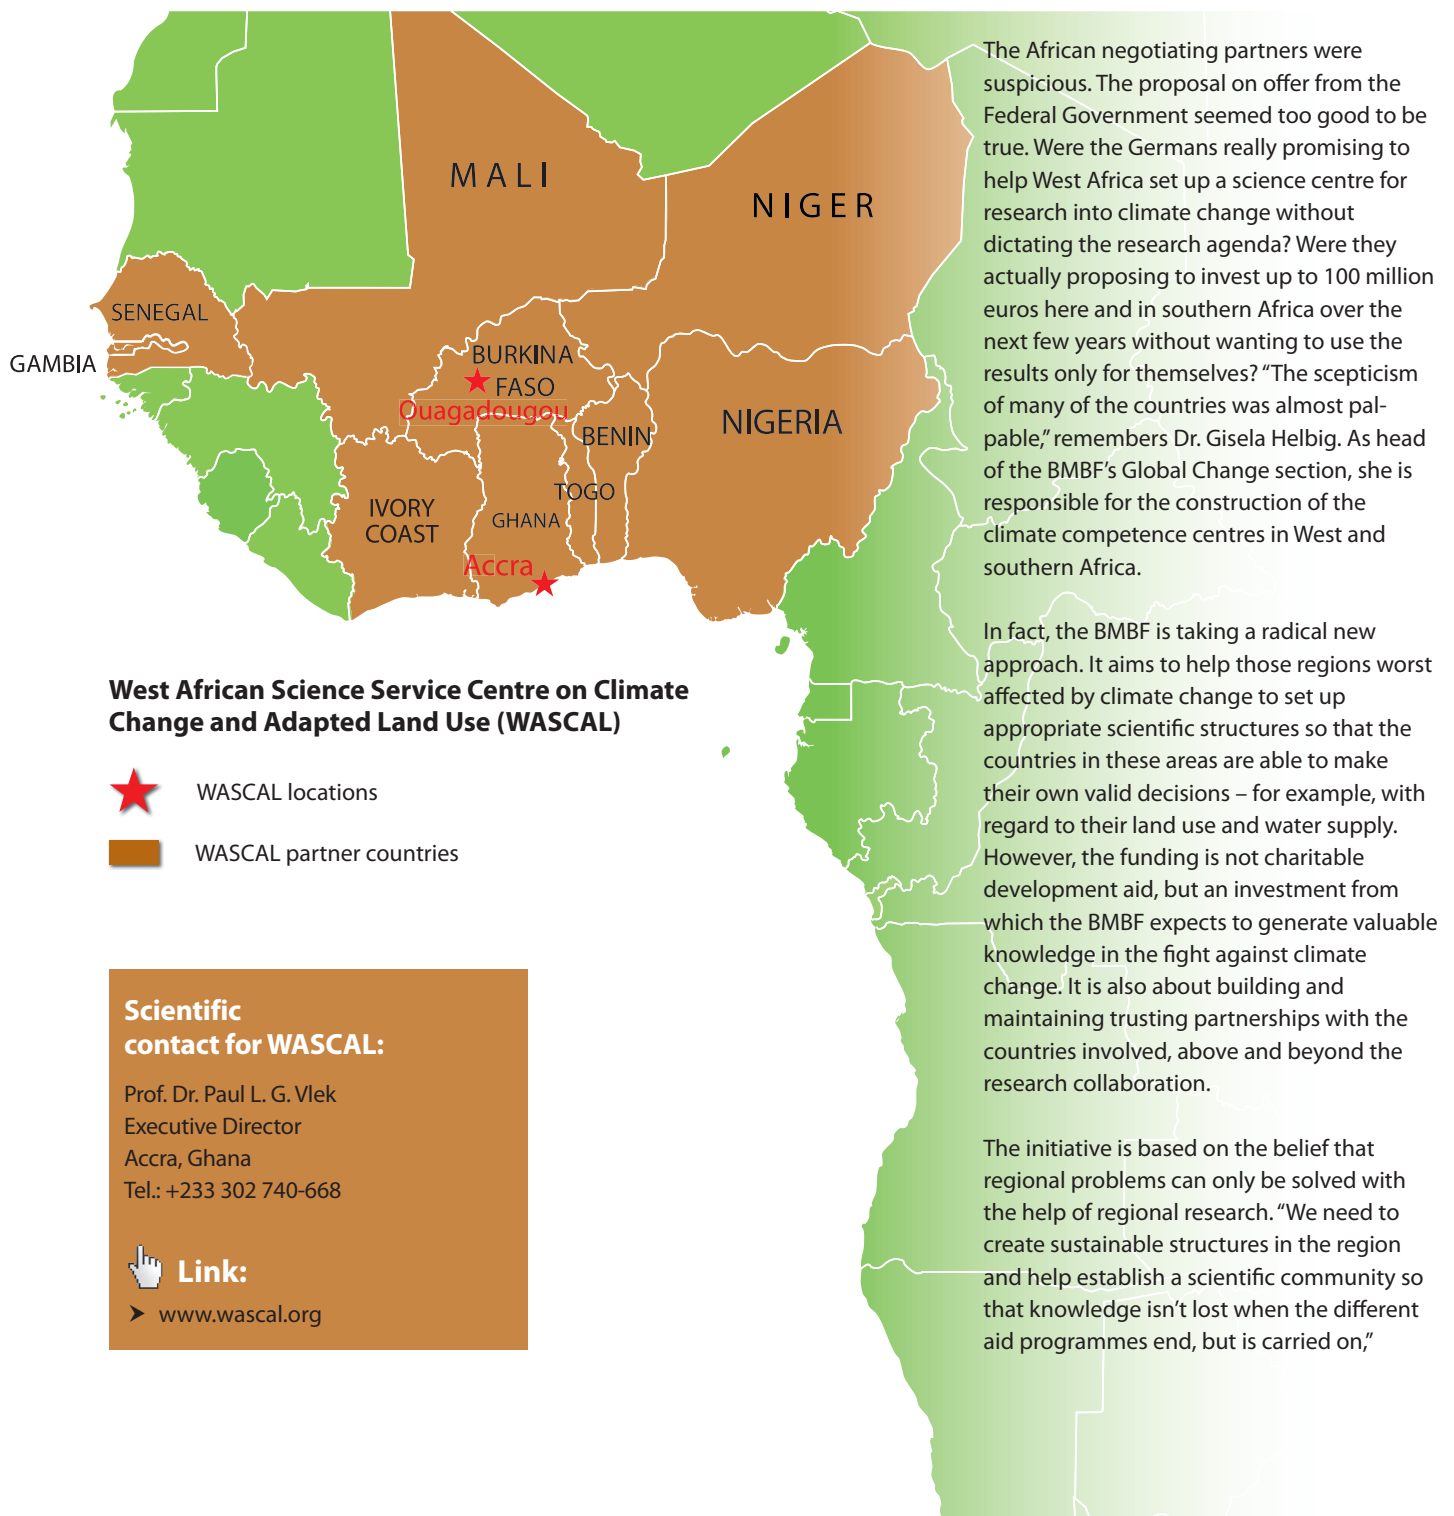 MALI
NIGER
SENEGAL
GAMBIA
BURKINA
FASO
Ouagadougou
BENIN
NIGERIA
TOGO
IVORY
COAST
GHANA
Accra
West African Science Service Centre on Climate
Change and Adapted Land Use (WASCAL)
WASCAL locations
WASCAL partner countries
Scientific
contact for WASCAL:
Prof. Dr. Paul L. G. Vlek
Executive Director
Accra, Ghana
Tel.: +233 302 740-668
Link:
➤ www.wascal.org
The African negotiating partners were
suspicious. The proposal on offer from the
Federal Government seemed too good to be
true. Were the Germans really promising to
help West Africa set up a science centre for
research into climate change without
dictating the research agenda? Were they
actually proposing to invest up to 100 million
euros here and in southern Africa over the
next few years without wanting to use the
results only for themselves? “The scepticism
of many of the countries was almost pal-
pable,” remembers Dr. Gisela Helbig. As head
of the BMBF’s Global Change section, she is
responsible for the construction of the
climate competence centres in West and
southern Africa.
In fact, the BMBF is taking a radical new
approach. It aims to help those regions worst
affected by climate change to set up
appropriate scientific structures so that the
countries in these areas are able to make
their own valid decisions – for example, with
regard to their land use and water supply.
However, the funding is not charitable
development aid, but an investment from
which the BMBF expects to generate valuable
knowledge in the fight against climate
change. It is also about building and
maintaining trusting partnerships with the
countries involved, above and beyond the
research collaboration.
The initiative is based on the belief that
regional problems can only be solved with
the help of regional research. “We need to
create sustainable structures in the region
and help establish a scientific community so
that knowledge isn’t lost when the different
aid programmes end, but is carried on,”